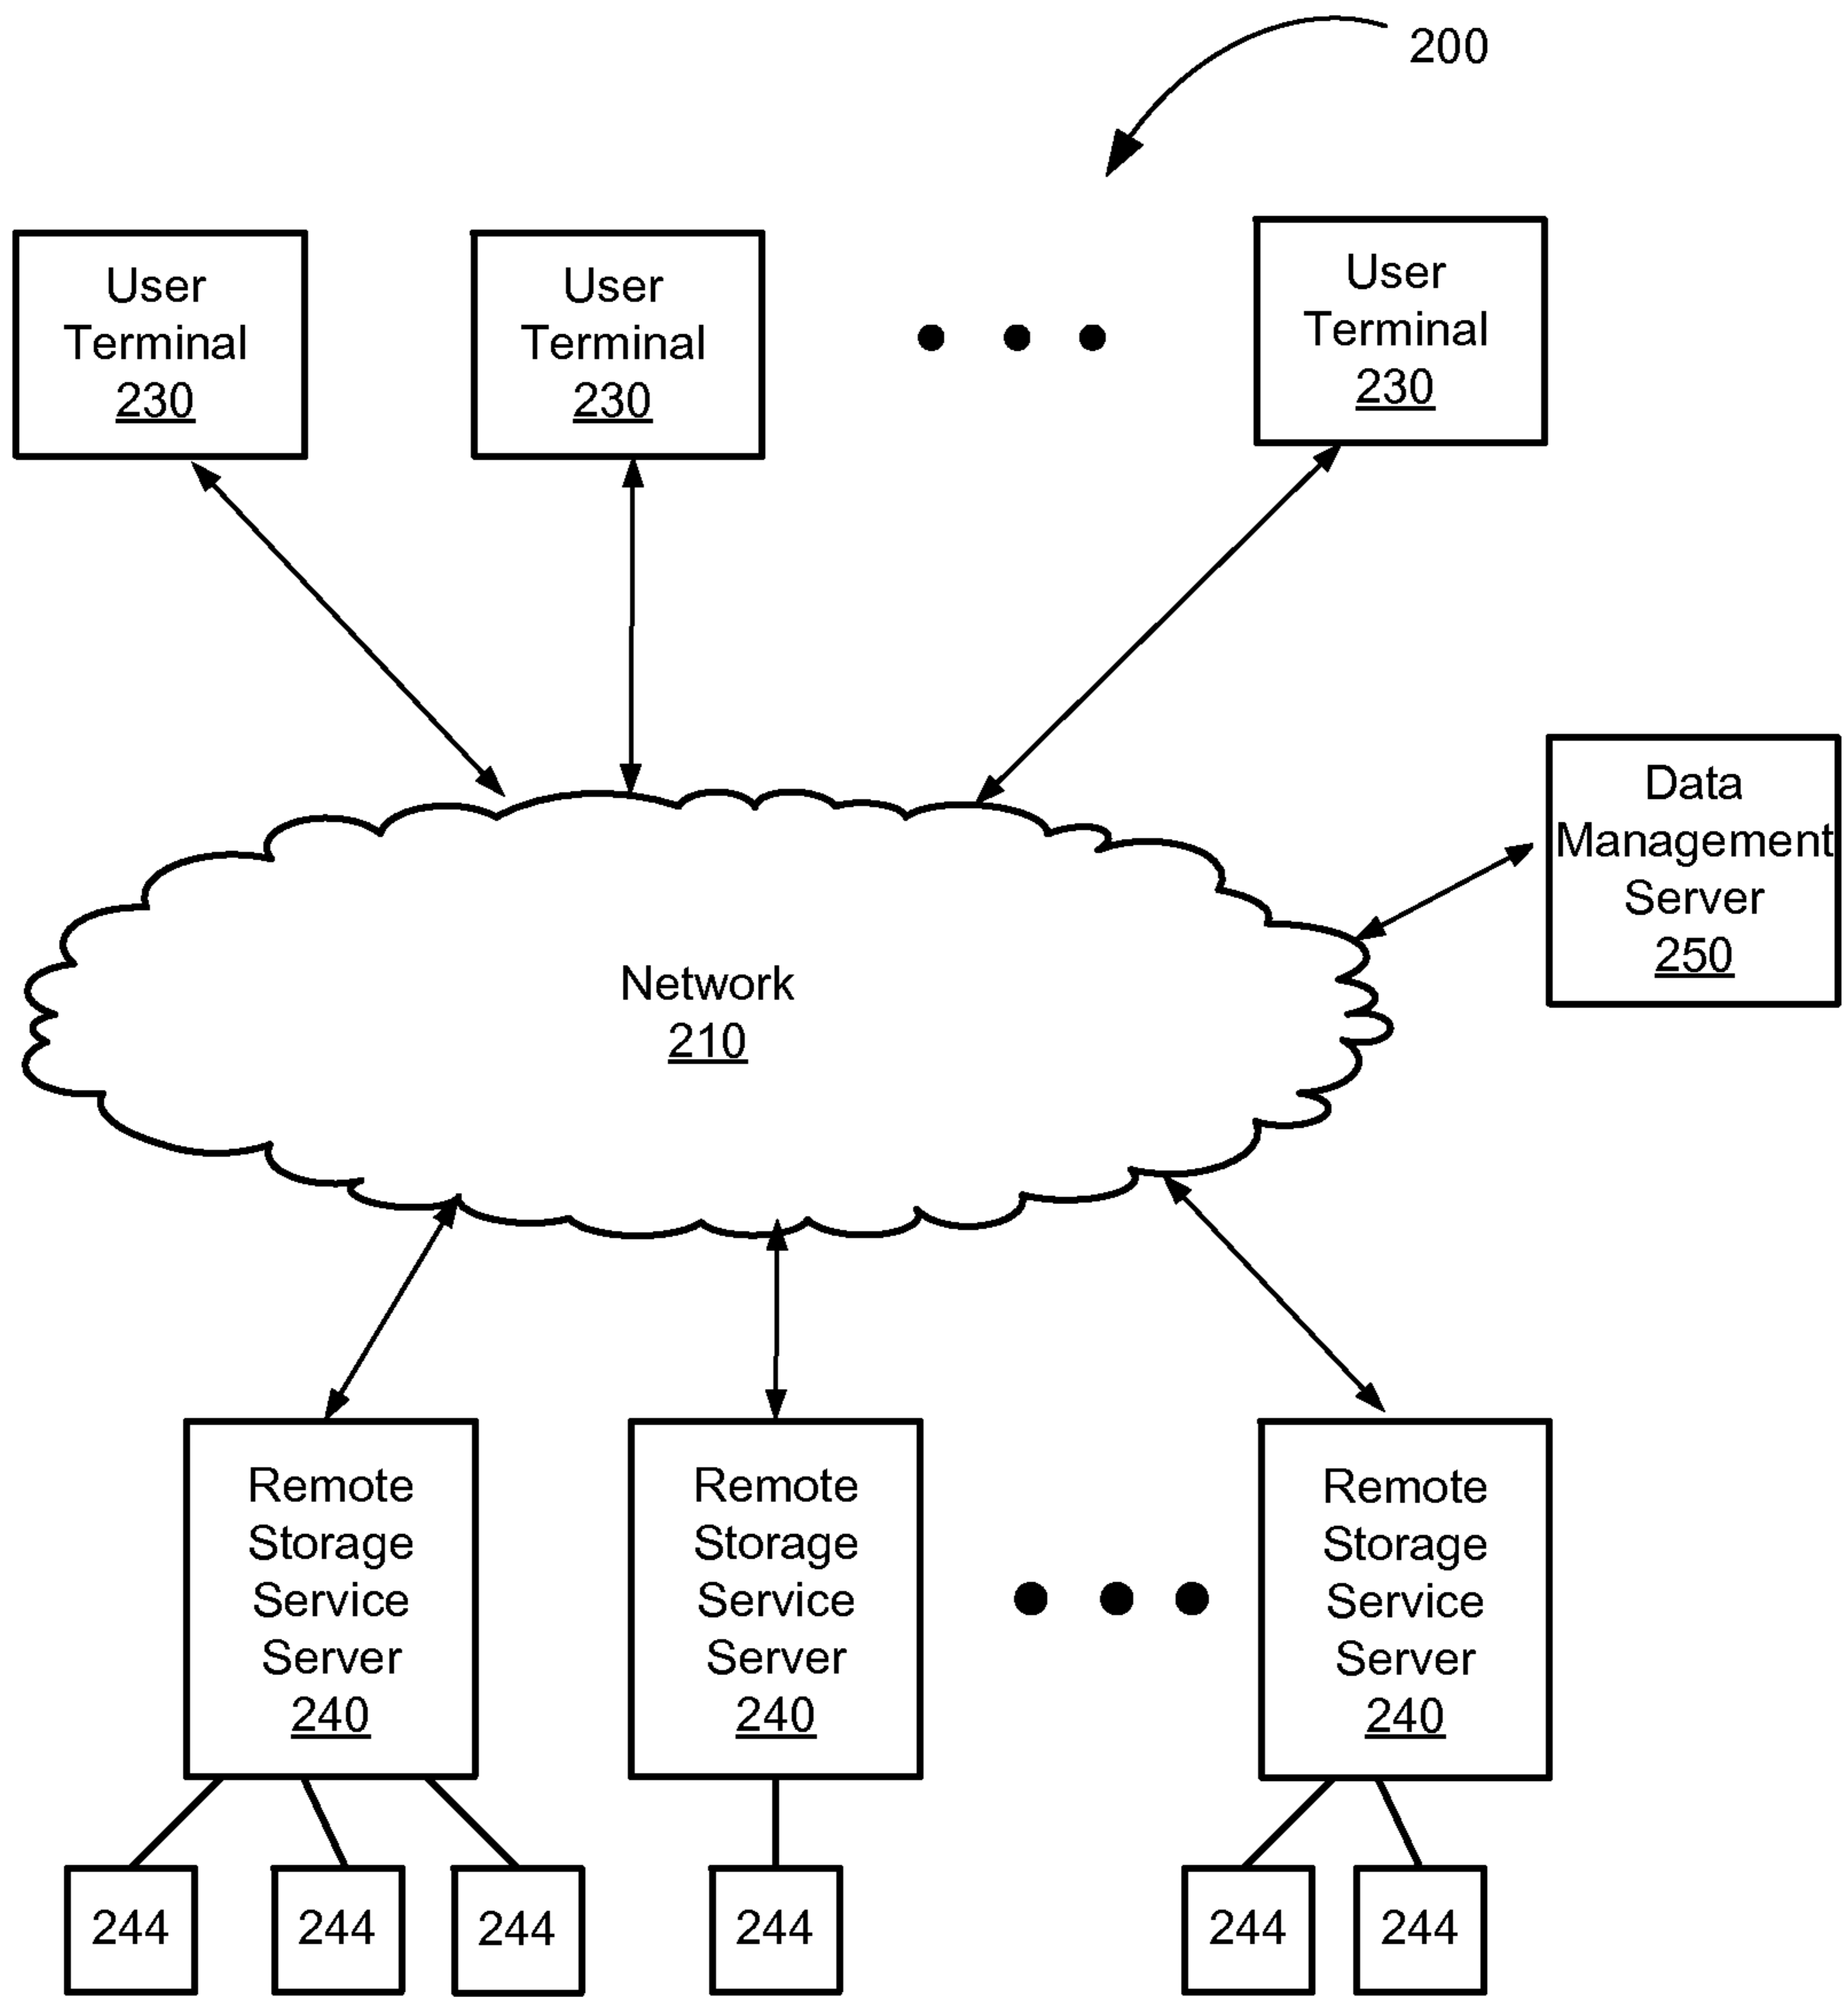 200
User
Terminal
230
User
Terminal
230
User
Terminal
230
Data
Management
Server
250
Network
210
Remote
Storage
Service
Server
240
Remote
Storage
Service
Server
240
Remote
Storage
Service
Server
240
244
244
244
244
244
244